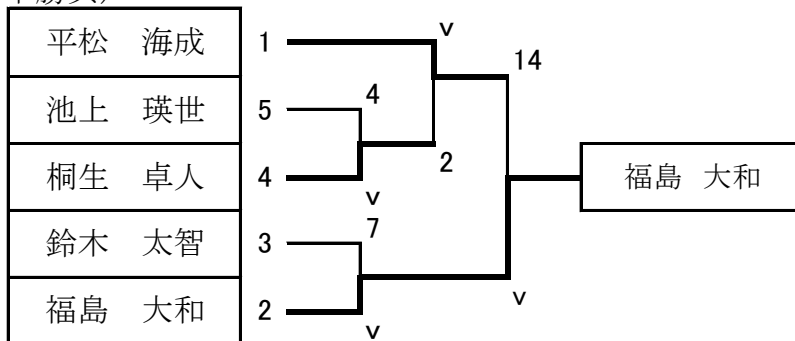 平松 海成 1 v 14
池上 瑛世 5 4
桐生 卓人 4 v 2 福島 大和
鈴木 太智 3 7
福島 大和 2 v v